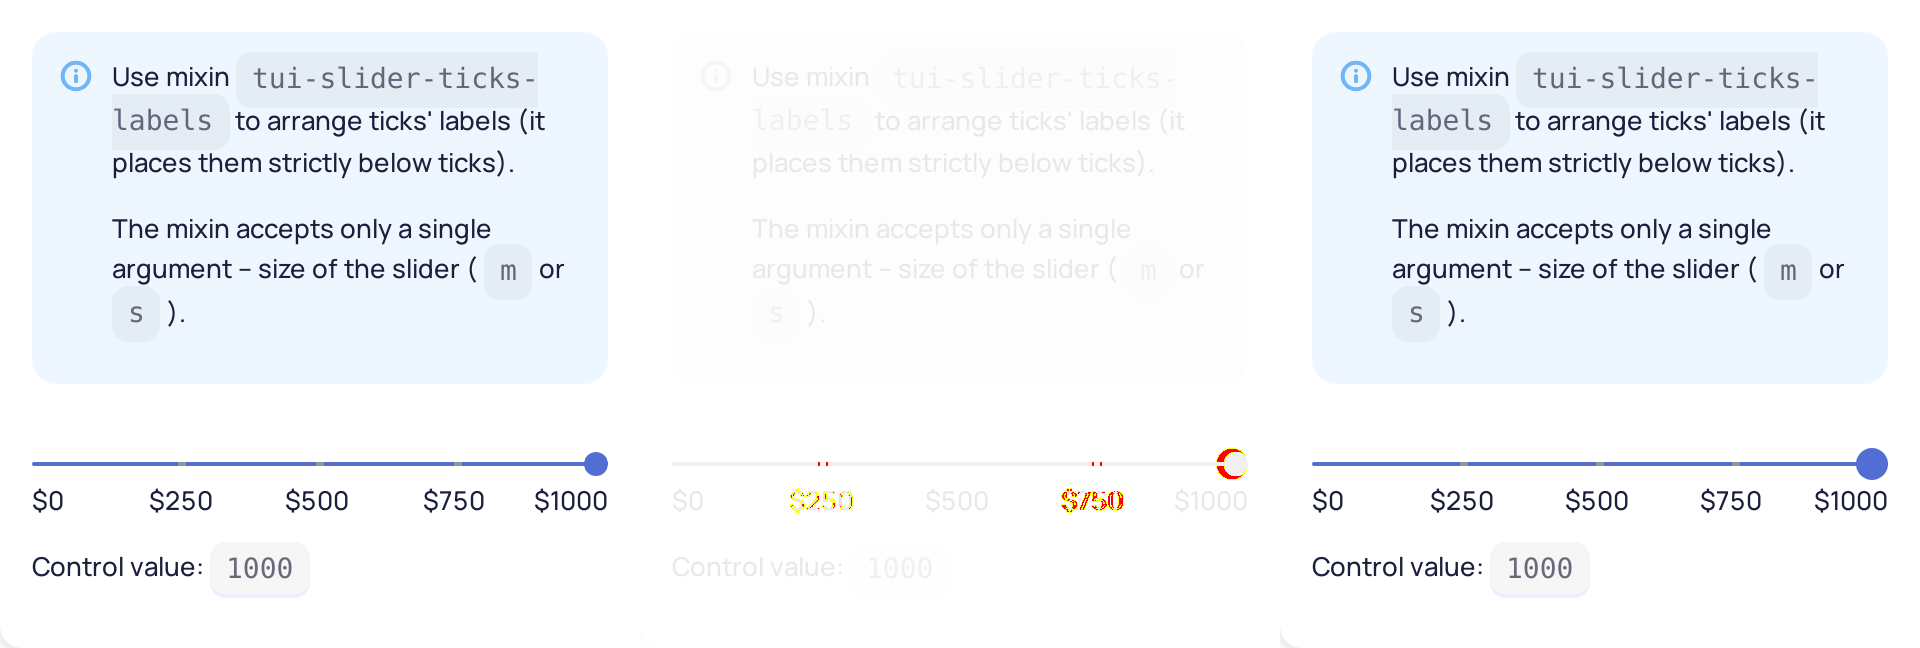 Use mixin tui-slider-ticks-
labels to arrange ticks' labels (it
places them strictly below ticks).
The mixin accepts only a single
argument – size of the slider ( m or
s ).
$0 $250 $500 $750 $1000
Control value: 1000
Use mixin tui-slider-ticks-
labels to arrange ticks' labels (it
places them strictly below ticks).
The mixin accepts only a single
argument – size of the slider ( m or
s ).
$0 $250 $500 $750 $1000
Control value: 1000
Use mixin tui-slider-ticks-
labels to arrange ticks' labels (it
places them strictly below ticks).
The mixin accepts only a single
argument – size of the slider ( m or
s ).
$0 $250 $500 $750 $1000
Control value: 1000